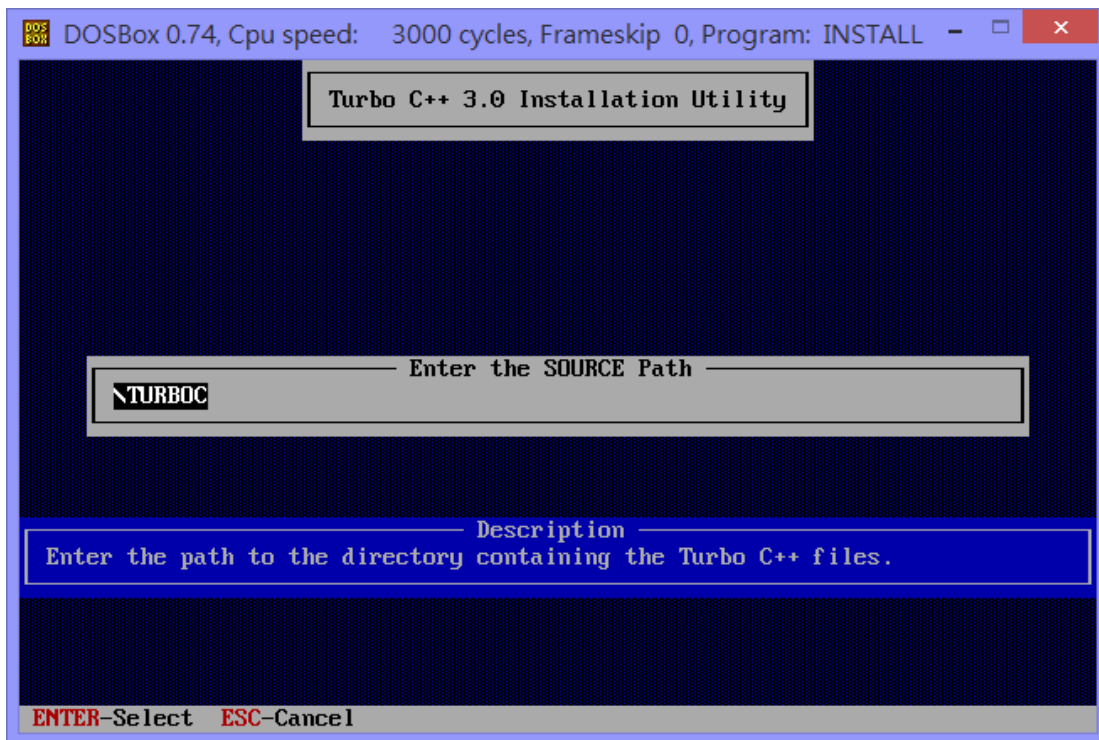 DOSBox 0.74, Cpu speed: 3000 cycles, Frameskip 0, Program: INSTALL
Turbo C++ 3.0 Installation Utility
Enter the SOURCE Path
\TURBOC
Description
Enter the path to the directory containing the Turbo C++ files.
ENTER-Select ESC-Cancel